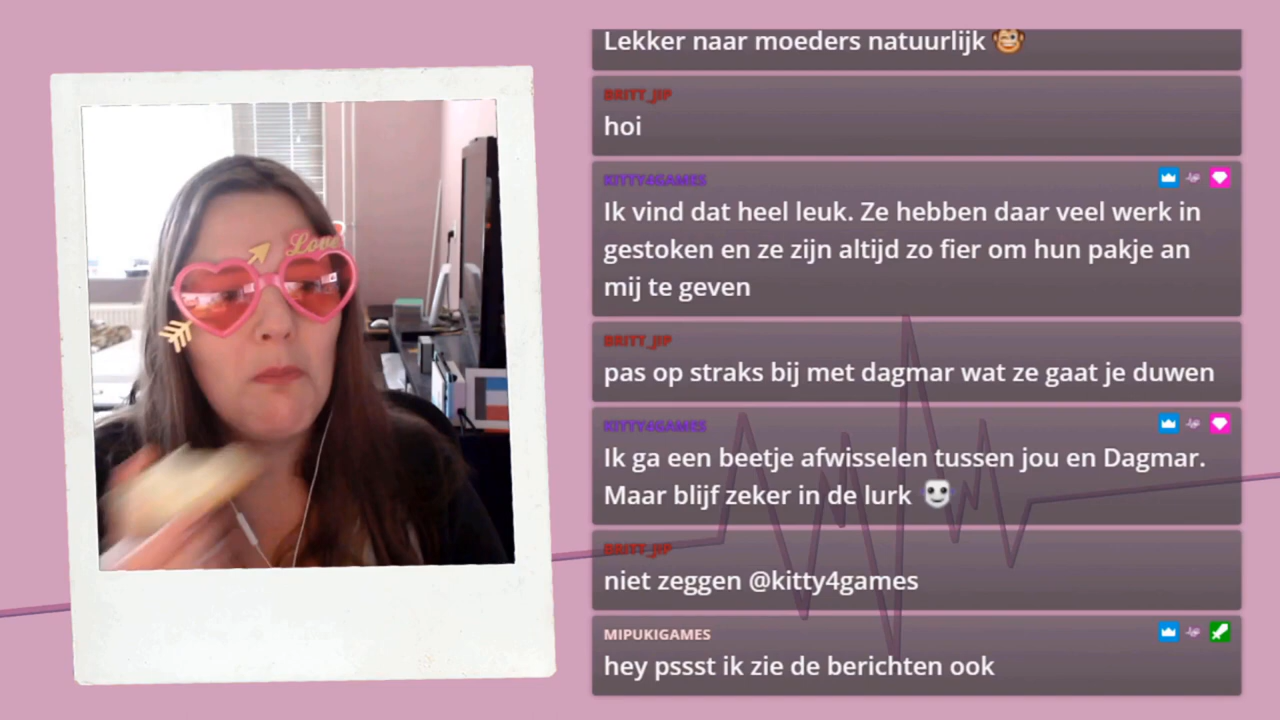 Love
Lekker naar moeders natuurlijk
BRITT_JIP
hoi
KITTY4GAMES
Ik vind dat heel leuk. Ze hebben daar veel werk in
gestoken en ze zijn altijd zo fier om hun pakje an
mij te geven
BRITT_JIP
pas op straks bij met dagmar wat ze gaat je duwen
KITTY4GAMES
Ik ga een beetje afwisselen tussen jou en Dagmar.
Maar blijf zeker in de lurk
BRITT_JIP
niet zeggen @kitty4games
MIPUKIGAMES
hey pssst ik zie de berichten ook